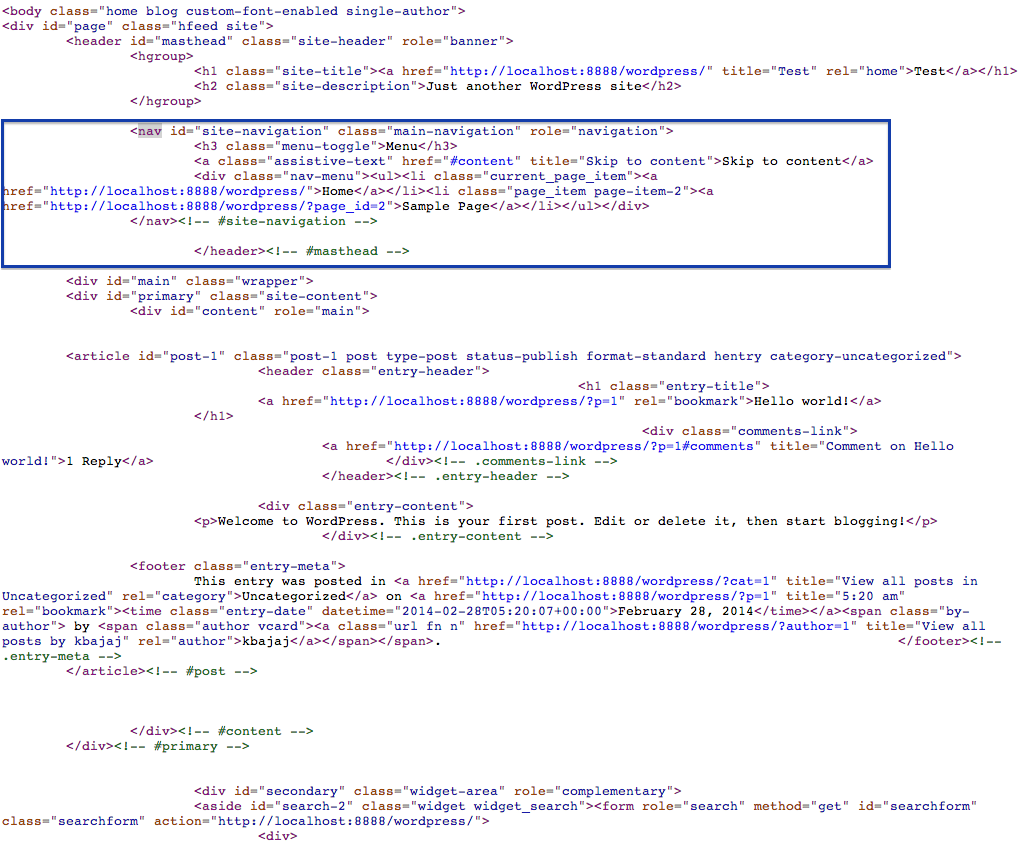 <body class="home blog custom-font-enabled single-author">
<div id="page" class="hfeed site">
<header id="masthead" class="site-header" role="banner">
<hgroup>
<h1 class="site-title"><a href="http://localhost:8888/wordpress/" title="Test" rel="home">Test</a></h1>
<h2 class="site-description">Just another WordPress site</h2>
</hgroup>
<nav id="site-navigation" class="main-navigation" role="navigation">
<h3 class="menu-toggle">Menu</h3>
<a class="assistive-text" href="#content" title="Skip to content">Skip to content</a>
<div class="nav-menu"><ul><li class="current_page_item"><a
href="http://localhost:8888/wordpress/">Home</a></li><li class="page_item page-item-2"><a
href="http://localhost:8888/wordpress/?page_id=2">Sample Page</a></li></ul></div>
</nav><!-- #site-navigation -->
</header><!-- #masthead -->
<div id="main" class="wrapper">
<div id="primary" class="site-content">
<div id="content" role="main">
<article id="post-1" class="post-1 post type-post status-publish format-standard hentry category-uncategorized">
<header class="entry-header">
<h1 class="entry-title">
<a href="http://localhost:8888/wordpress/?p=1" rel="bookmark">Hello world!</a>
</h1>
<div class="comments-link">
<a href="http://localhost:8888/wordpress/?p=1#comments" title="Comment on Hello
world!">1 Reply</a> </div><!-- .comments-link -->
</header><!-- .entry-header -->
<div class="entry-content">
<p>Welcome to WordPress. This is your first post. Edit or delete it, then start blogging!</p>
</div><!-- .entry-content -->
<footer class="entry-meta">
This entry was posted in <a href="http://localhost:8888/wordpress/?cat=1" title="View all posts in
Uncategorized" rel="category">Uncategorized</a> on <a href="http://localhost:8888/wordpress/?p=1" title="5:20 am"
rel="bookmark"><time class="entry-date" datetime="2014-02-28T05:20:07+00:00">February 28, 2014</time></a><span class="by-
author"> by <span class="author vcard"><a class="url fn n" href="http://localhost:8888/wordpress/?author=1" title="View all
posts by kbajaj" rel="author">kbajaj</a></span></span>. </footer><!--
.entry-meta -->
</article><!-- #post -->
</div><!-- #content -->
</div><!-- #primary -->
<div id="secondary" class="widget-area" role="complementary">
<aside id="search-2" class="widget widget_search"><form role="search" method="get" id="searchform"
class="searchform" action="http://localhost:8888/wordpress/">
<div>